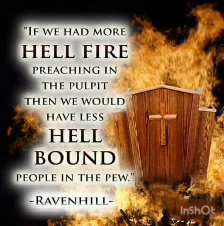 "If we had more
HELL FIRE
preaching in
the pulpit
then we would
have less
HELL
BOUND
people in the pew."
-Ravenhill-
InShot